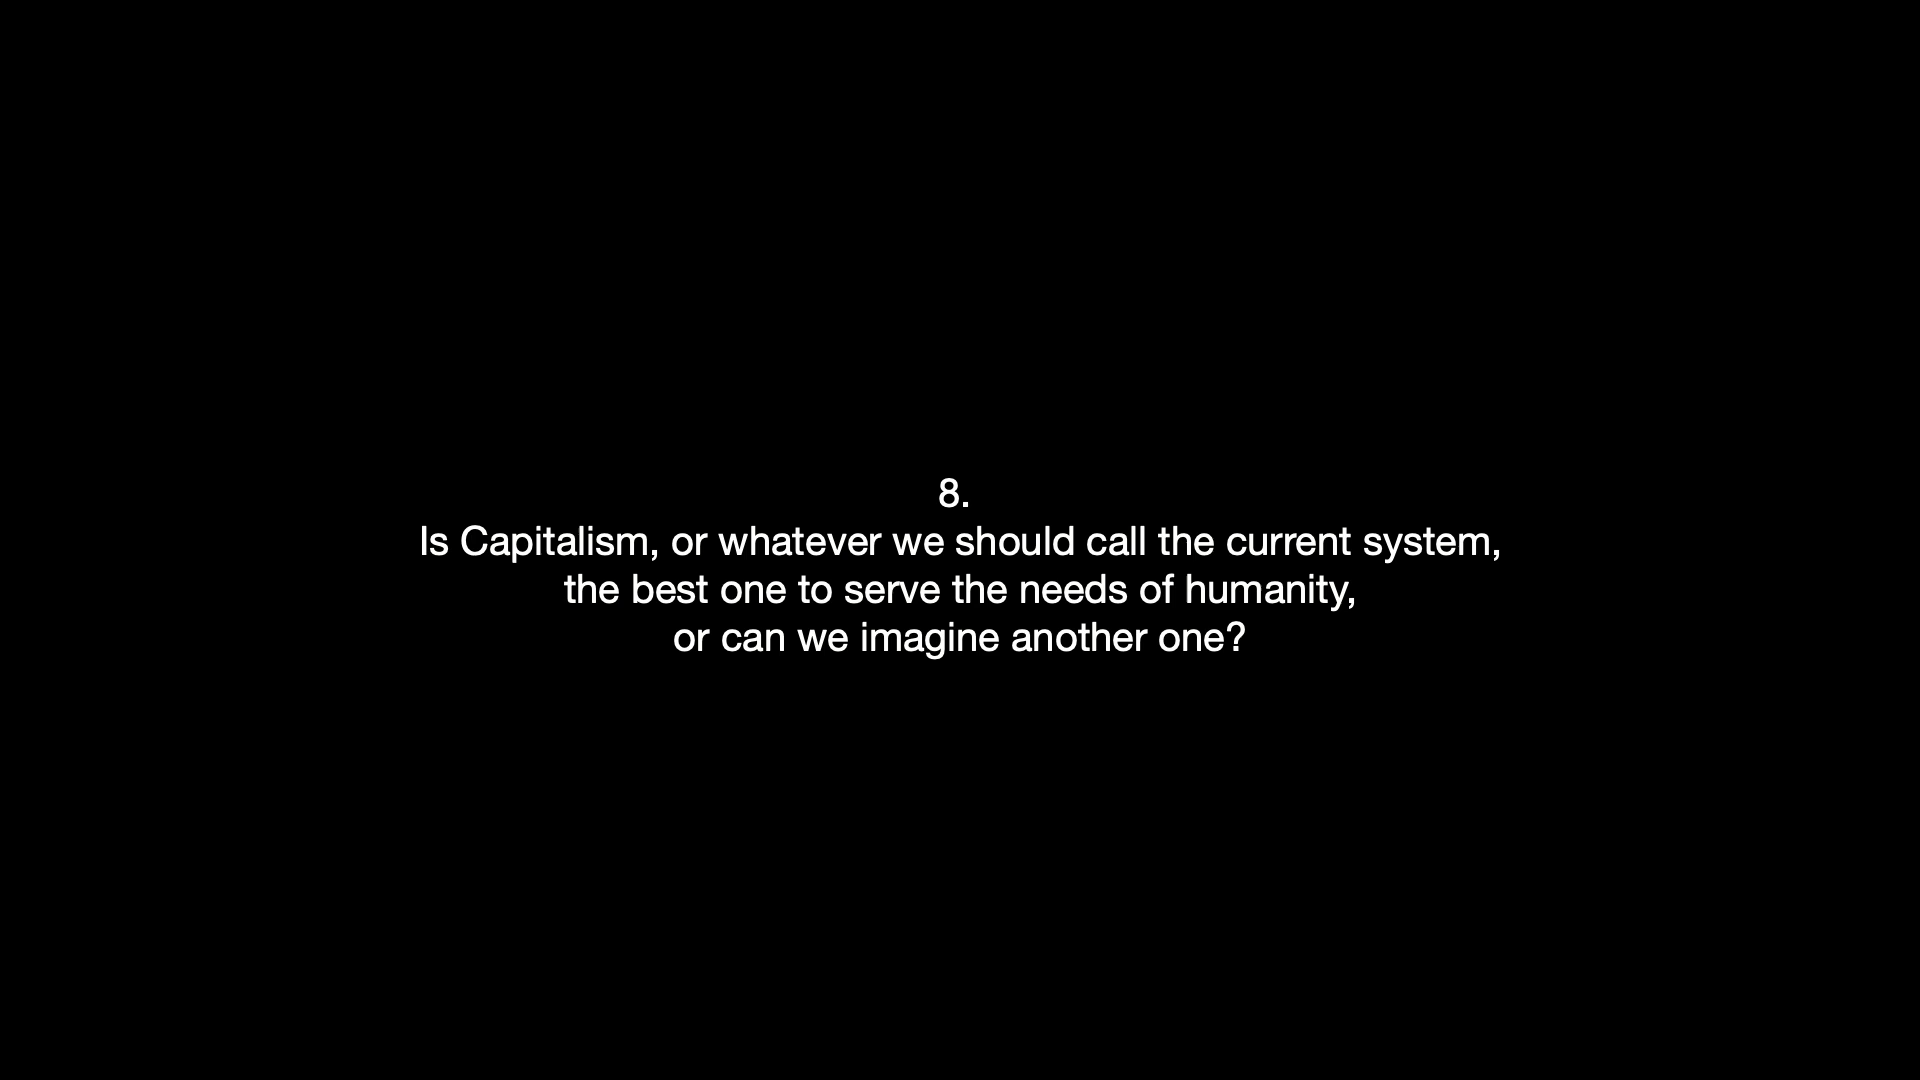 8.
Is Capitalism, or whatever we should call the current system,
the best one to serve the needs of humanity,
or can we imagine another one?